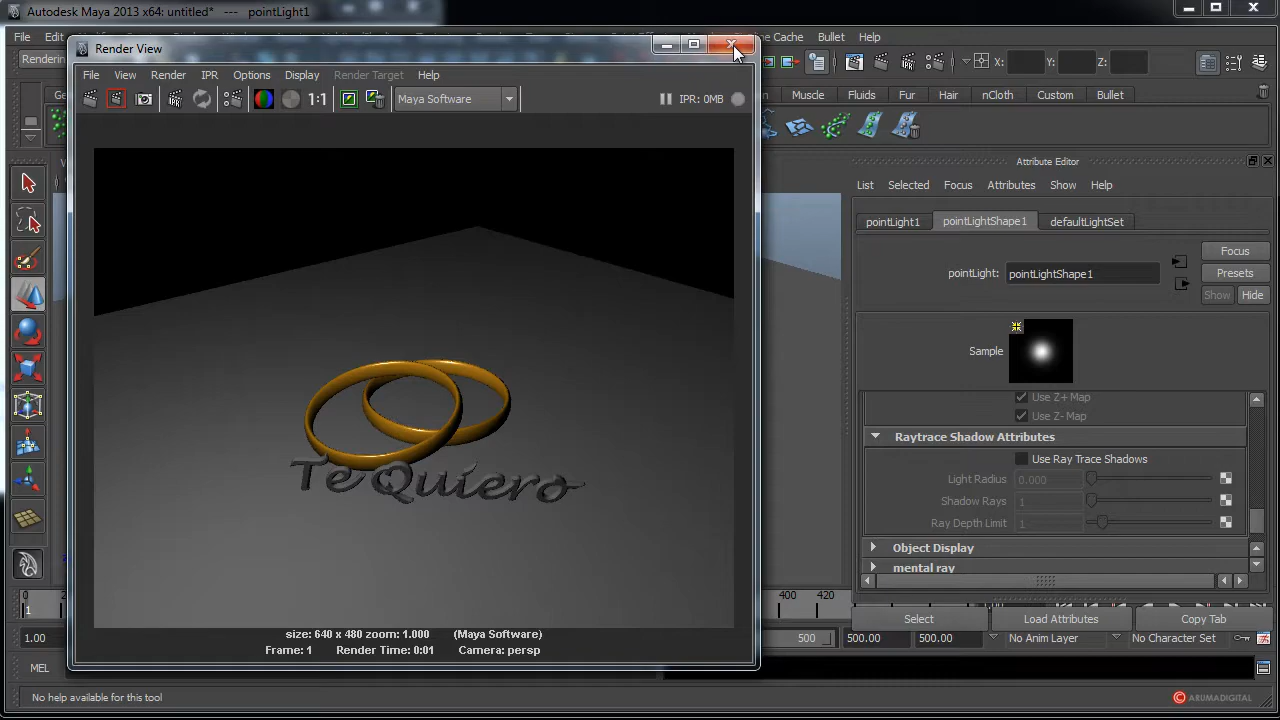 Autodesk Maya 2013 x64: untitled* --- pointLight1
File
Cache Bullet Help
Rendering
X: Y: Z:
Muscle Fluids Fur Hair nCloth Custom Bullet
Render View
File View Render IPR Options Display Render Target Help
1:1 Maya Software IPR: 0MB
Te Quiero
size: 640 x 480 zoom: 1.000 (Maya Software)
Frame: 1 Render Time: 0:01 Camera: persp
Attribute Editor
List Selected Focus Attributes Show Help
pointLight1 pointLightShape1 defaultLightSet
Focus
pointLight: pointLightShape1 Presets
Show Hide
Sample
Use Z+ Map
Use Z- Map
Raytrace Shadow Attributes
Use Ray Trace Shadows
Light Radius 0.000
Shadow Rays 1
Ray Depth Limit 1
Object Display
mental ray
Select Load Attributes Copy Tab
0 400 420
1
1.00 500 500.00 500.00 No Anim Layer No Character Set
MEL
No help available for this tool
© ARUMADIGITAL